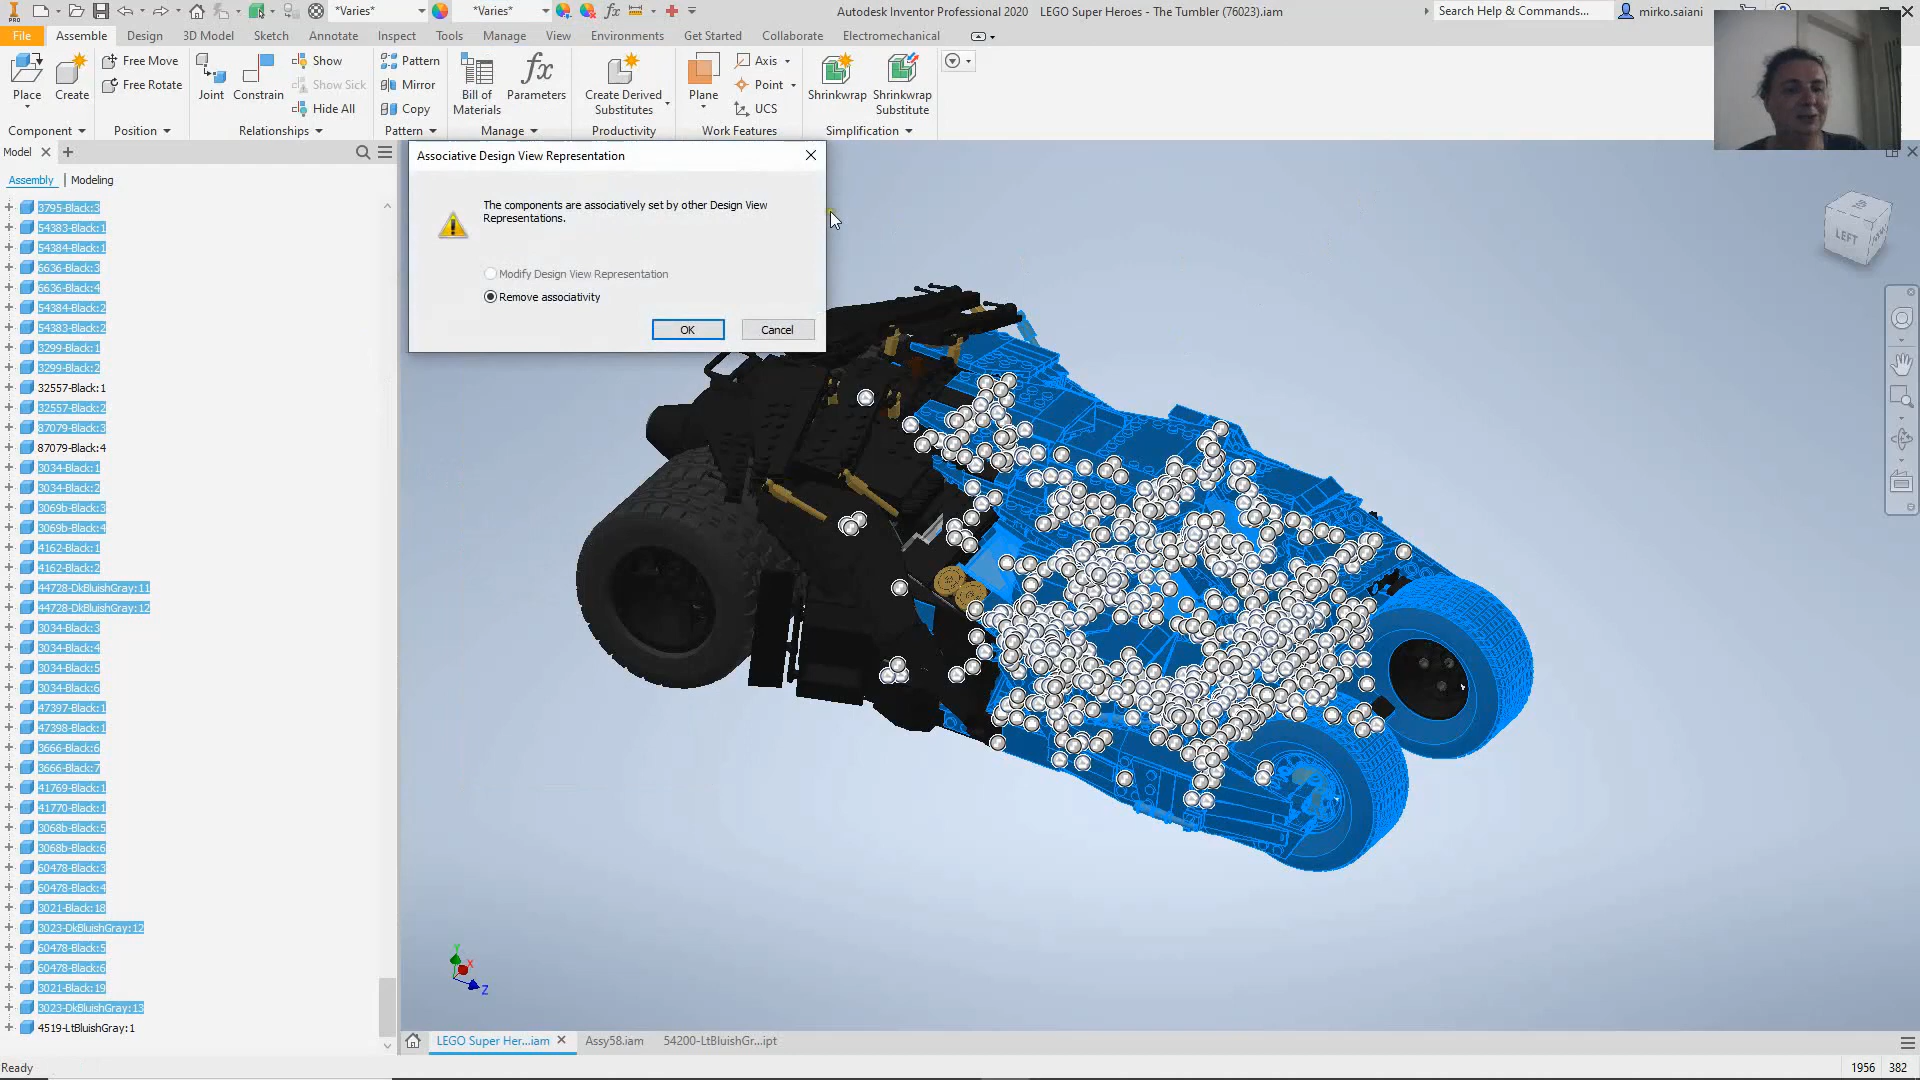 *Varies*
*Varies*
Autodesk Inventor Professional 2020 LEGO Super Heroes - The Tumbler (76023).iam
Search Help & Commands...
mirko.saiani
PRO
File
Assemble
Design
3D Model
Sketch
Annotate
Inspect
Tools
Manage
View
Environments
Get Started
Collaborate
Electromechanical
Place
Create
Free Move
Free Rotate
Joint
Constrain
Show
Show Sick
Hide All
Pattern
Mirror
Copy
Bill of
Materials
Parameters
Create Derived
Substitutes
Plane
Axis
Point
UCS
Shrinkwrap
Shrinkwrap
Substitute
Component
Position
Relationships
Pattern
Manage
Productivity
Work Features
Simplification
Model
Assembly
Modeling
3795-Black:3
54383-Black:1
54384-Black:1
6636-Black:3
6636-Black:4
54384-Black:2
54383-Black:2
3299-Black:1
3299-Black:2
32557-Black:1
32557-Black:2
87079-Black:3
87079-Black:4
3034-Black:1
3034-Black:2
3069b-Black:3
3069b-Black:4
4162-Black:1
4162-Black:2
44728-DkBluishGray:11
44728-DkBluishGray:12
3034-Black:3
3034-Black:4
3034-Black:5
3034-Black:6
47397-Black:1
47398-Black:1
3666-Black:6
3666-Black:7
41769-Black:1
41770-Black:1
3068b-Black:5
3068b-Black:6
60478-Black:3
60478-Black:4
3021-Black:18
3023-DkBluishGray:12
60478-Black:5
60478-Black:6
3021-Black:19
3023-DkBluishGray:13
4519-LtBluishGray:1
Associative Design View Representation
The components are associatively set by other Design View
Representations.
Modify Design View Representation
Remove associativity
OK
Cancel
LEFT
Y
X
Z
LEGO Super Her...iam
Assy58.iam
54200-LtBluishGr...ipt
Ready
1956
382